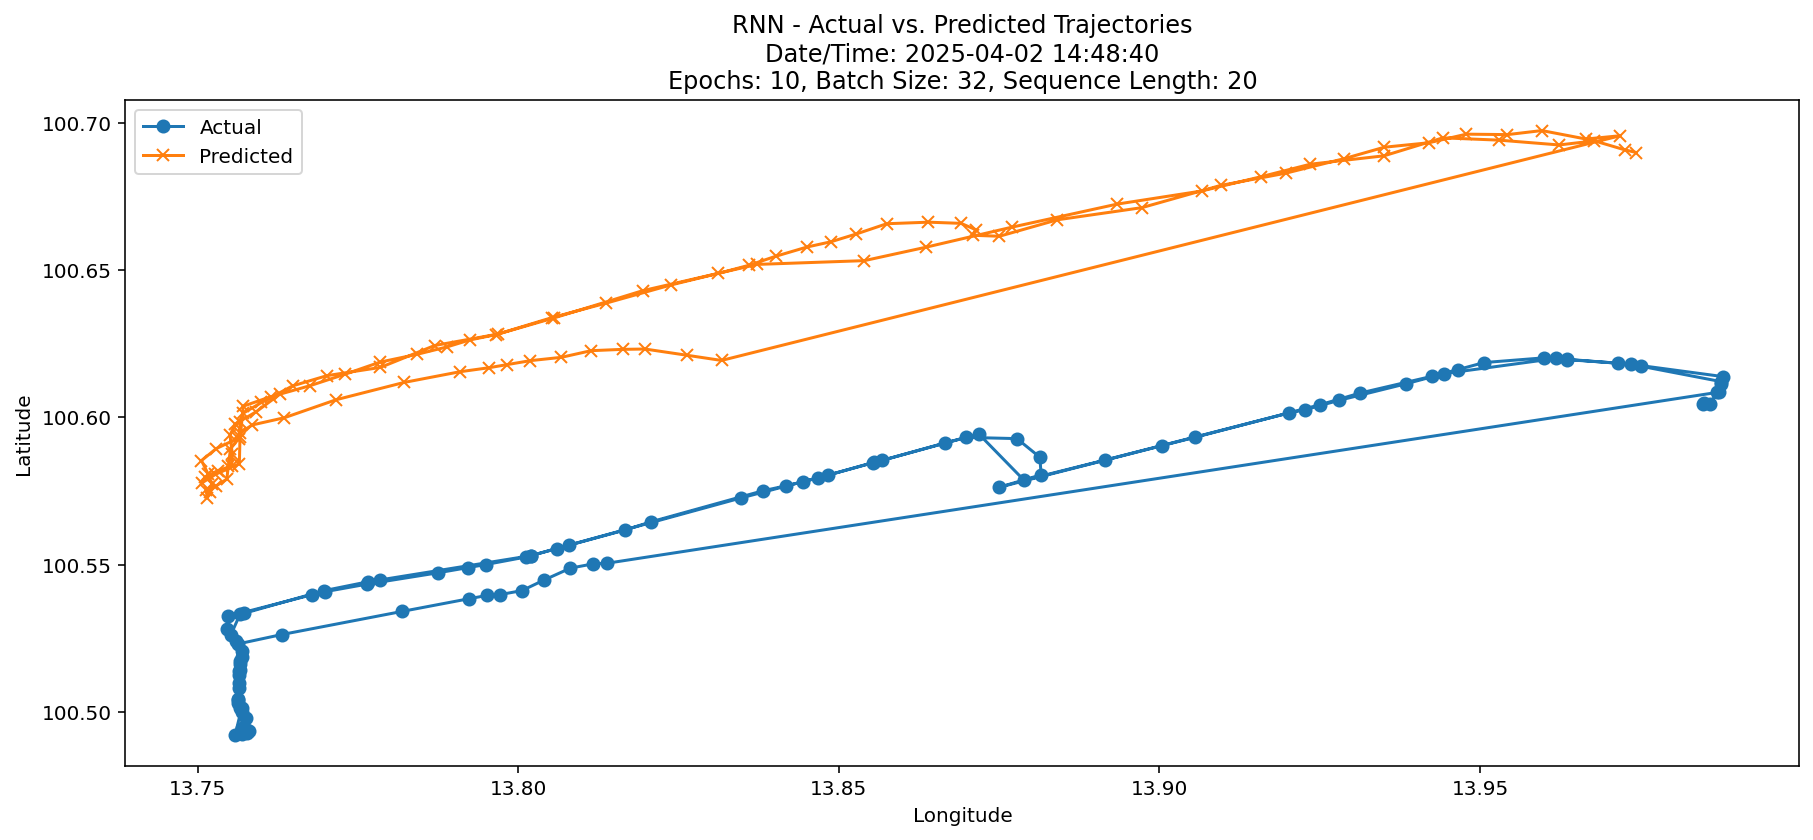 RNN - Actual vs. Predicted Trajectories
Date/Time: 2025-04-02 14:48:40
Epochs: 10, Batch Size: 32, Sequence Length: 20
Actual
Predicted
100.70
100.65
100.60
100.55
100.50
Latitude
13.75
13.80
13.85
13.90
13.95
Longitude